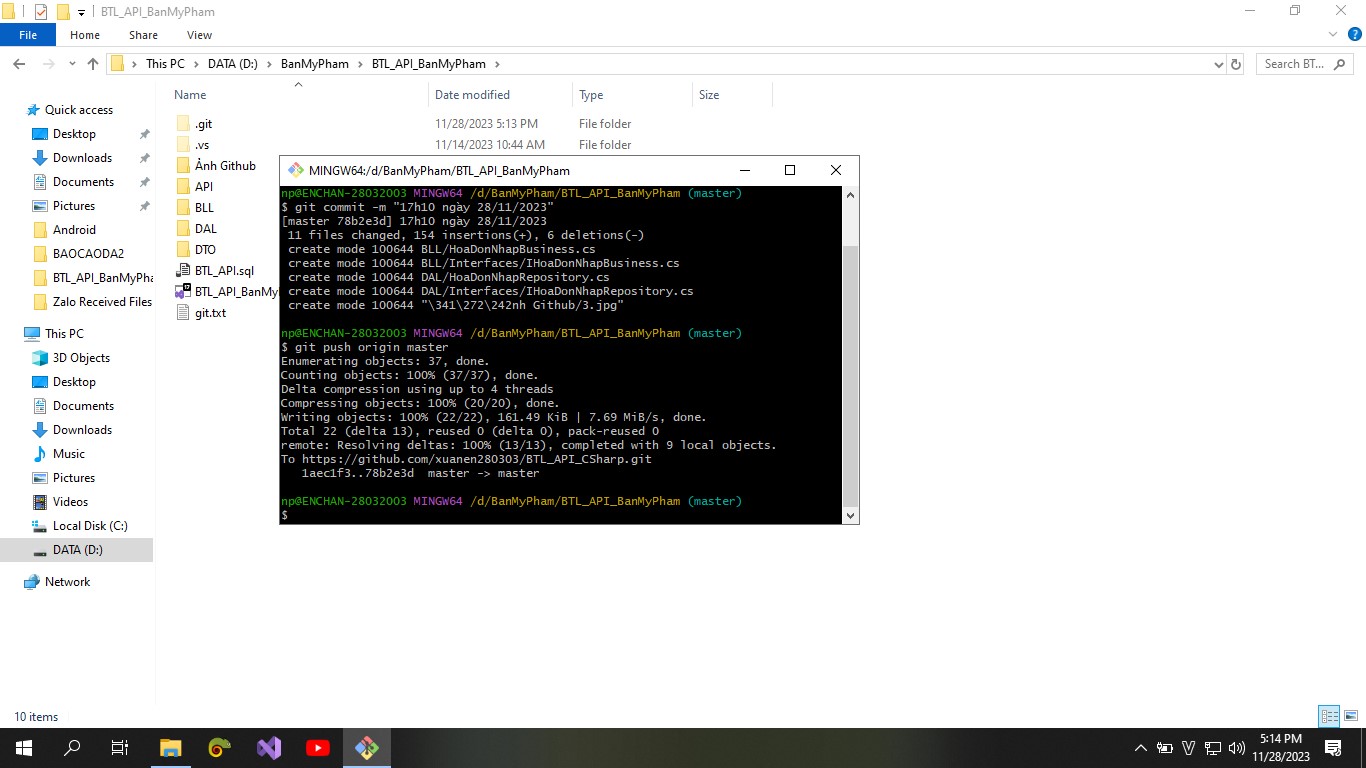 BTL_API_BanMyPham
File Home Share View
This PC DATA (D:) BanMyPham BTL_API_BanMyPham
Search BT...
Name Date modified Type Size
Quick access
Desktop
Downloads
Documents
Pictures
Android
BAOCAODA2
BTL_API_BanMyPha
Zalo Received Files
This PC
3D Objects
Desktop
Documents
Downloads
Music
Pictures
Videos
Local Disk (C:)
DATA (D:)
Network
.git 11/28/2023 5:13 PM File folder
.vs 11/14/2023 10:44 AM File folder
Ảnh Github
API
BLL
DAL
DTO
BTL_API.sql
BTL_API_BanMy
git.txt
MINGW64:/d/BanMyPham/BTL_API_BanMyPham
np@ENCHAN-28032003 MINGW64 /d/BanMyPham/BTL_API_BanMyPham (master)
$ git commit -m "17h10 ngày 28/11/2023"
[master 78b2e3d] 17h10 ngày 28/11/2023
11 files changed, 154 insertions(+), 6 deletions(-)
create mode 100644 BLL/HoaDonNhapBusiness.cs
create mode 100644 BLL/Interfaces/IHoaDonNhapBusiness.cs
create mode 100644 DAL/HoaDonNhapRepository.cs
create mode 100644 DAL/Interfaces/IHoaDonNhapRepository.cs
create mode 100644 "\341\272\242nh Github/3.jpg"
np@ENCHAN-28032003 MINGW64 /d/BanMyPham/BTL_API_BanMyPham (master)
$ git push origin master
Enumerating objects: 37, done.
Counting objects: 100% (37/37), done.
Delta compression using up to 4 threads
Compressing objects: 100% (20/20), done.
Writing objects: 100% (22/22), 161.49 KiB | 7.69 MiB/s, done.
Total 22 (delta 13), reused 0 (delta 0), pack-reused 0
remote: Resolving deltas: 100% (13/13), completed with 9 local objects.
To https://github.com/xuanen280303/BTL_API_CSharp.git
1aec1f3..78b2e3d master -> master
np@ENCHAN-28032003 MINGW64 /d/BanMyPham/BTL_API_BanMyPham (master)
$
10 items
5:14 PM
11/28/2023